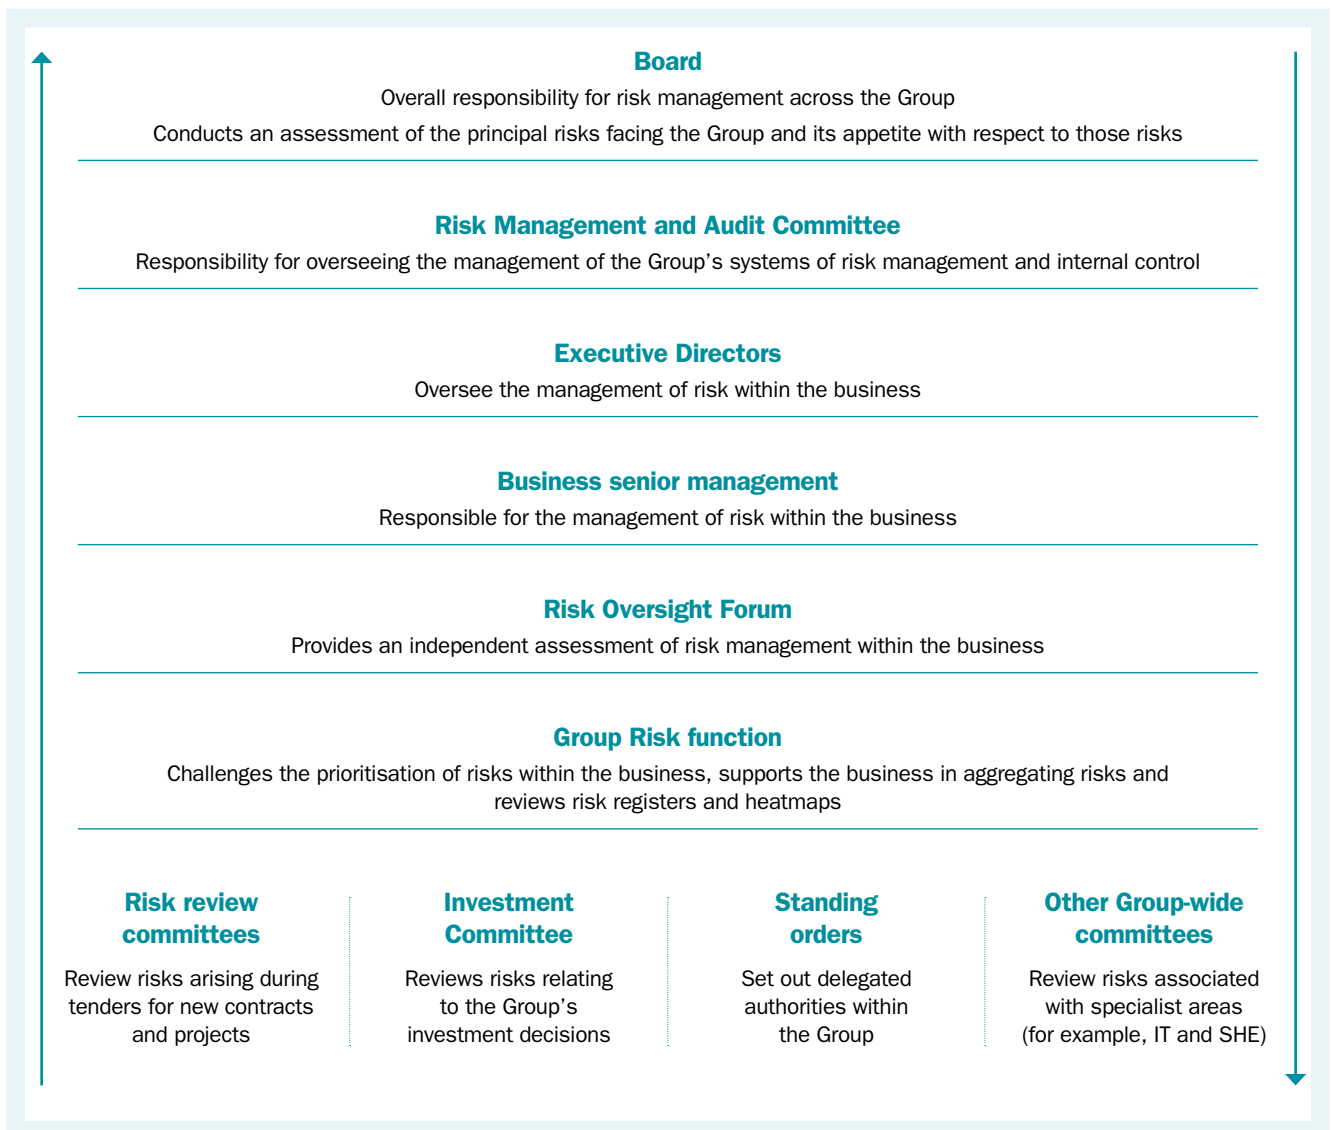 Board
Overall responsibility for risk management across the Group
Conducts an assessment of the principal risks facing the Group and its appetite with respect to those risks
Risk Management and Audit Committee
Responsibility for overseeing the management of the Group’s systems of risk management and internal control
Executive Directors
Oversee the management of risk within the business
Business senior management
Responsible for the management of risk within the business
Risk Oversight Forum
Provides an independent assessment of risk management within the business
Group Risk function
Challenges the prioritisation of risks within the business, supports the business in aggregating risks and
reviews risk registers and heatmaps
Risk review
committees
Review risks arising during
tenders for new contracts
and projects
Investment
Committee
Reviews risks relating
to the Group’s
investment decisions
Standing
orders
Set out delegated
authorities within
the Group
Other Group-wide
committees
Review risks associated
with specialist areas
(for example, IT and SHE)